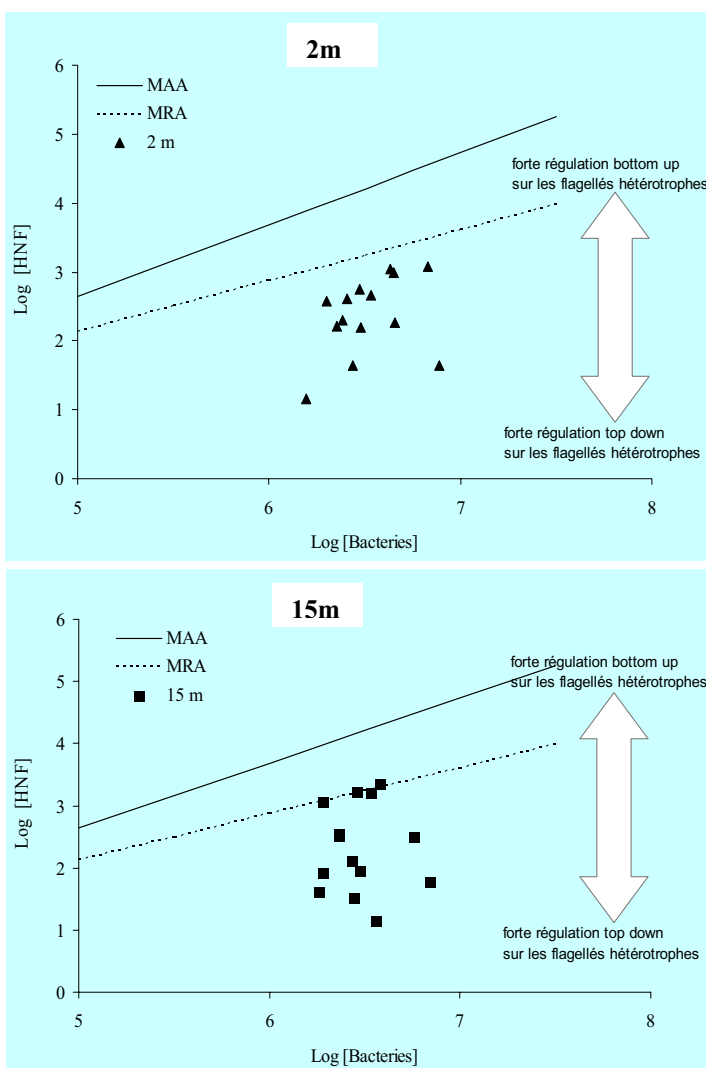 2m
6
5
4
3
2
1
0
Log [HNF]
MAA
MRA
2 m
forte régulation bottom up
sur les flagellés hétérotrophes
forte régulation top down
sur les flagellés hétérotrophes
5
6
7
8
Log [Bacteries]
15m
6
5
4
3
2
1
0
Log [HNF]
MAA
MRA
15 m
forte régulation bottom up
sur les flagellés hétérotrophes
forte régulation top down
sur les flagellés hétérotrophes
5
6
7
8
Log [Bacteries]